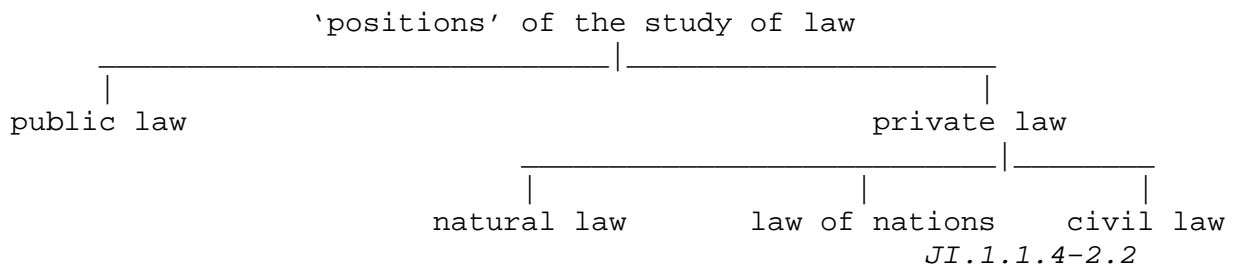 ‘positions’ of the study of law
public law private law
natural law law of nations civil law
JI.1.1.4-2.2